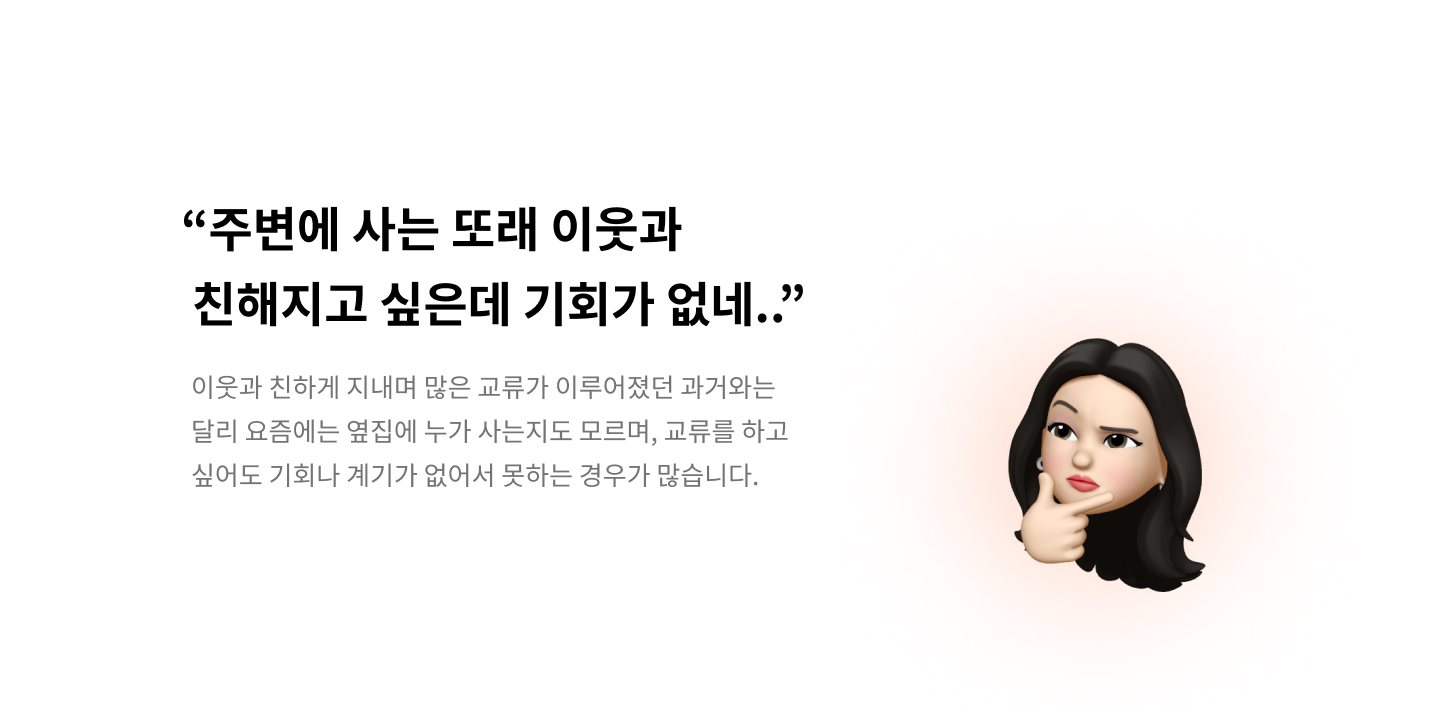 “주변에 사는 또래 이웃과
친해지고 싶은데 기회가 없네..”
이웃과 친하게 지내며 많은 교류가 이루어졌던 과거와는
달리 요즘에는 옆집에 누가 사는지도 모르며, 교류를 하고
싶어도 기회나 계기가 없어서 못하는 경우가 많습니다.